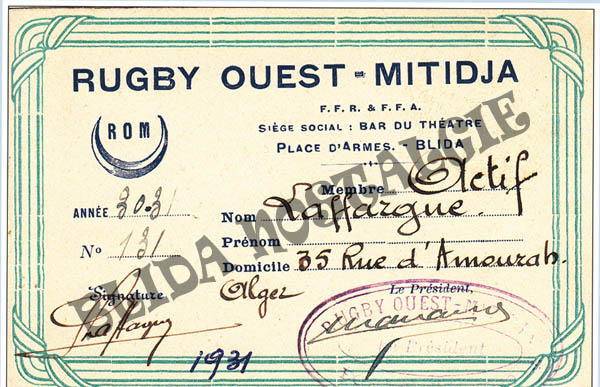 RUGBY OUEST-MITIDJA
F.F.R. & F.F.A.
ROM
SIÈGE SOCIAL : BAR DU THÉATRE
PLACE D'ARMES. - BLIDA
Membre Actif
ANNÉE 30-31
Nom Laffargue.
N° 131
Prénom
Domicile 35 Rue d'Amourah.
Signature
Alger
Le Président,
Laffargue
RUGBY OUEST-M
Président
1931
BLIDA NOSTALGIE